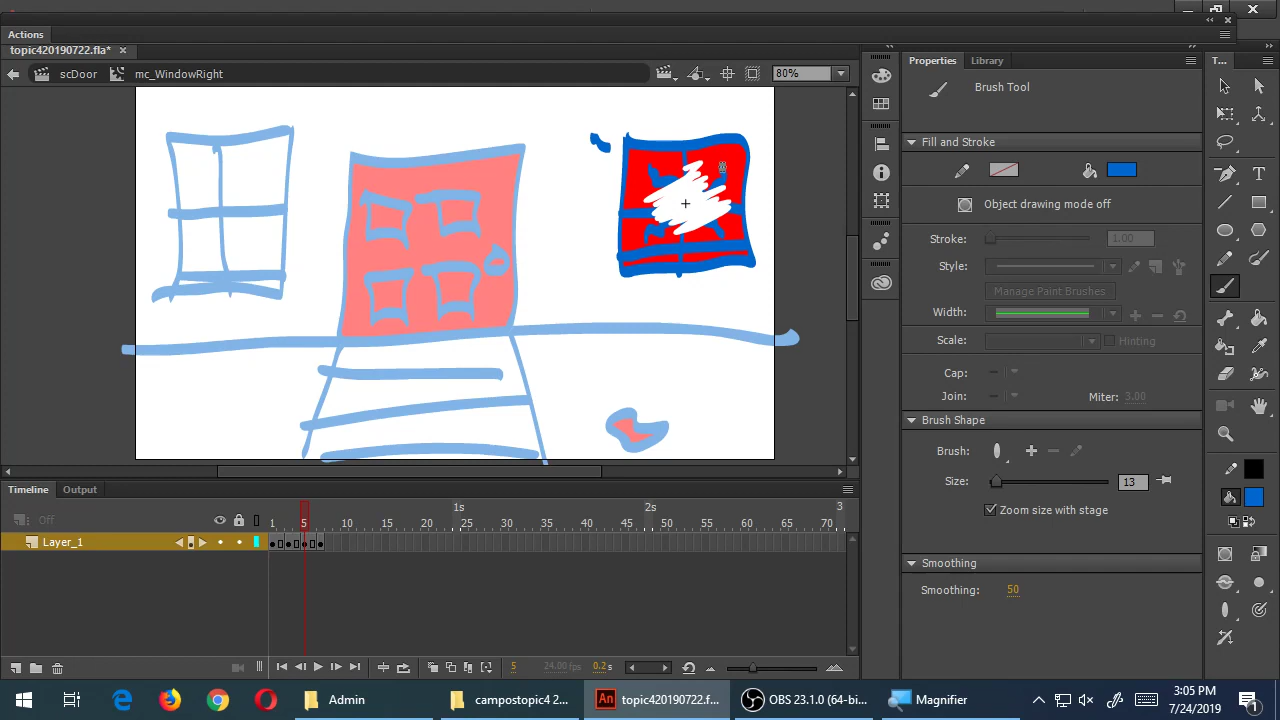 Actions
topic420190722.fla*
scDoor mc_WindowRight 80%
Properties Library T...
Brush Tool
Fill and Stroke
Object drawing mode off
Stroke: 1.00
Style:
Manage Paint Brushes
Width:
Scale: Hinting
Cap:
Join: Miter: 3.00
Brush Shape
Brush:
Size: 13
Zoom size with stage
Smoothing
Smoothing: 50
Timeline Output
Off 1s 2s 3
1 5 10 15 20 25 30 35 40 45 50 55 60 65 70
Layer_1
5 24.00 fps 0.2 s
Admin campostopic4 2... topic420190722.f... OBS 23.1.0 (64-bi... Magnifier
3:05 PM
7/24/2019